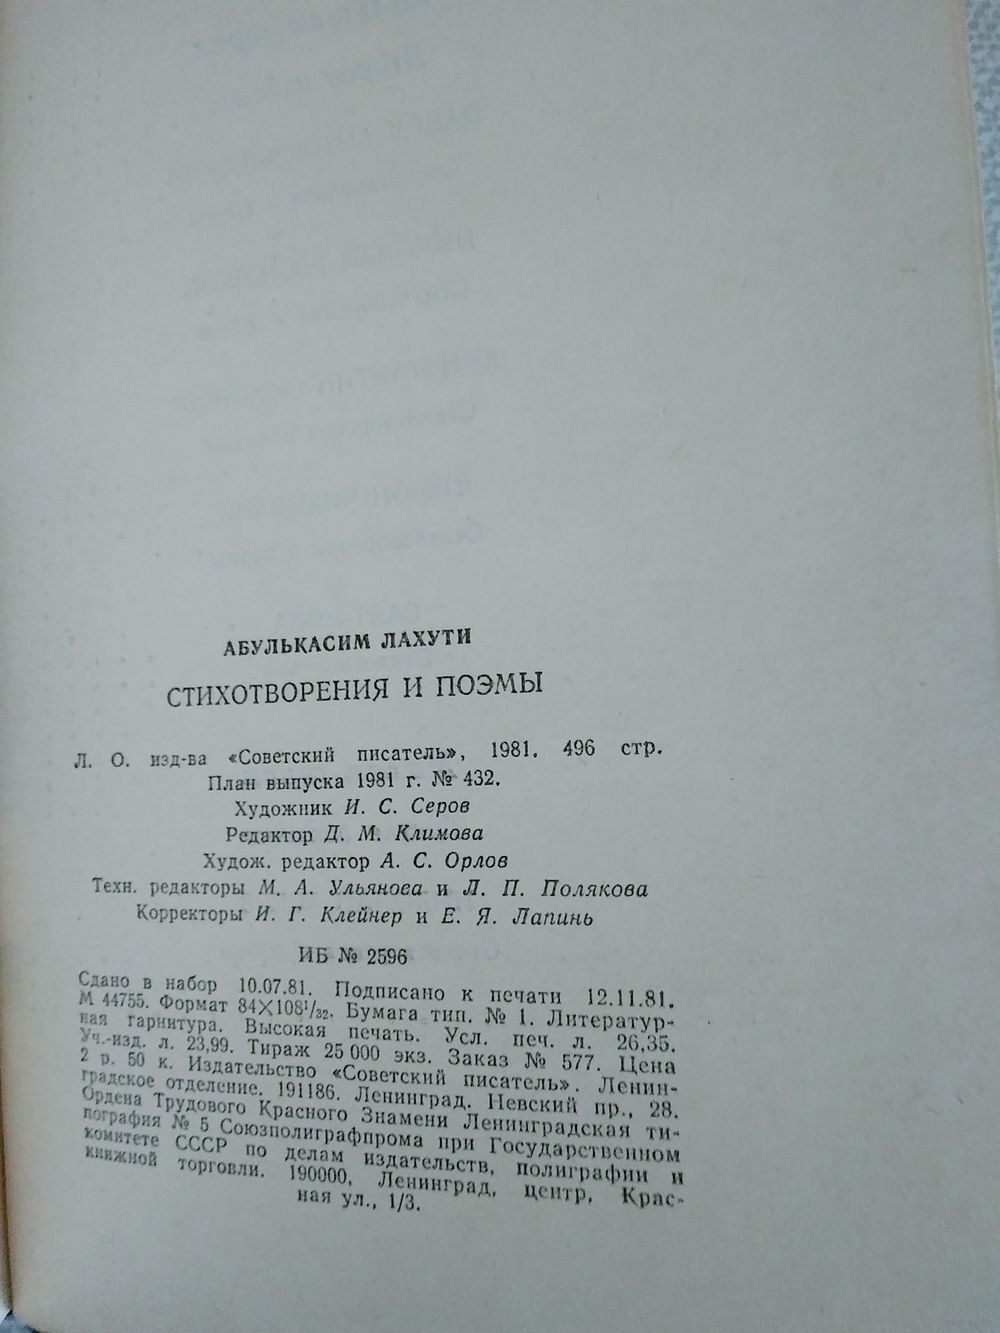 АБУЛЬКАСИМ ЛАХУТИ
СТИХОТВОРЕНИЯ И ПОЭМЫ
Л. О. изд-ва «Советский писатель», 1981. 496 стр.
План выпуска 1981 г. № 432.
Художник И. С. Серов
Редактор Д. М. Климова
Худож. редактор А. С. Орлов
Техн. редакторы М. А. Ульянова и Л. П. Полякова
Корректоры И. Г. Клейнер и Е. Я. Лапинь
ИБ № 2596
Сдано в набор 10.07.81. Подписано к печати 12.11.81.
М 44755. Формат 84×108¹/₃₂. Бумага тип. № 1. Литератур-
ная гарнитура. Высокая печать. Усл. печ. л. 26,35.
Уч.-изд. л. 23,99. Тираж 25 000 экз. Заказ № 577. Цена
2 р. 50 к. Издательство «Советский писатель». Ленин-
градское отделение. 191186. Ленинград. Невский пр., 28.
Ордена Трудового Красного Знамени Ленинградская ти-
пография № 5 Союзполиграфпрома при Государственном
комитете СССР по делам издательств, полиграфии и
книжной торговли. 190000, Ленинград, центр, Крас-
ная ул., 1/3.